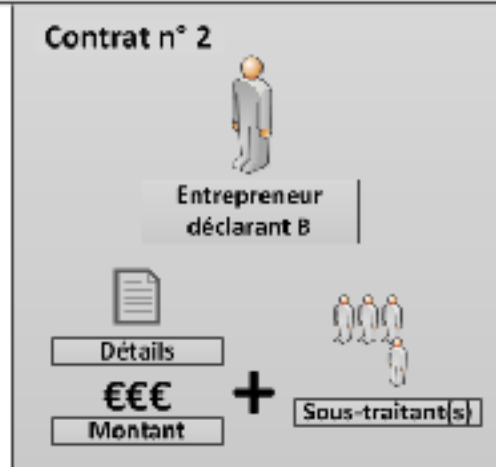 Contrat n° 2
Entrepreneur
déclarant B
Détails
€€€
Montant
+
Sous-traitant(s)